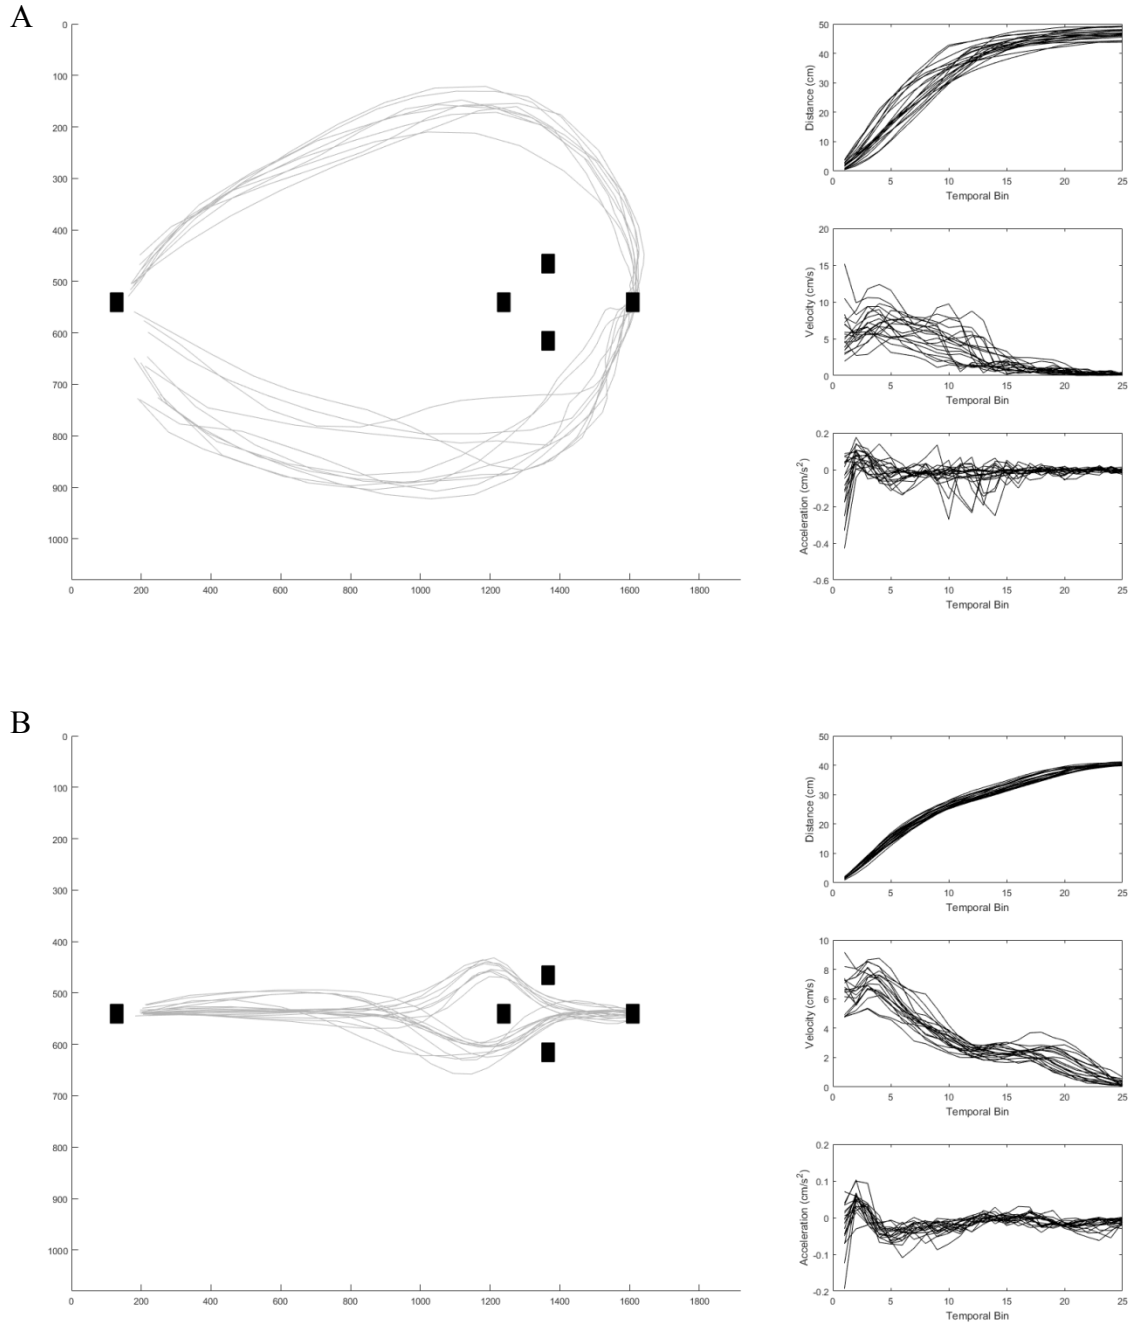 A
0
100
200
300
400
500
600
700
800
900
1000
0 200 400 600 800 1000 1200 1400 1600 1800
50
40
30
20
10
0
Distance (cm)
5 10 15 20 25
Temporal Bin
20
15
10
5
0
Velocity (cm/s)
0 5 10 15 20 25
Temporal Bin
0.2
0
-0.2
-0.4
-0.6
Acceleration (cm/s²)
0 5 10 15 20 25
Temporal Bin
B
0
100
200
300
400
500
600
700
800
900
1000
0 200 400 600 800 1000 1200 1400 1600 1800
50
40
30
20
10
0
Distance (cm)
0 5 10 15 20 25
Temporal Bin
10
8
6
4
2
0
Velocity (cm/s)
0 5 10 15 20 25
Temporal Bin
0.2
0.1
0
-0.1
-0.2
Acceleration (cm/s²)
0 5 10 15 20 25
Temporal Bin